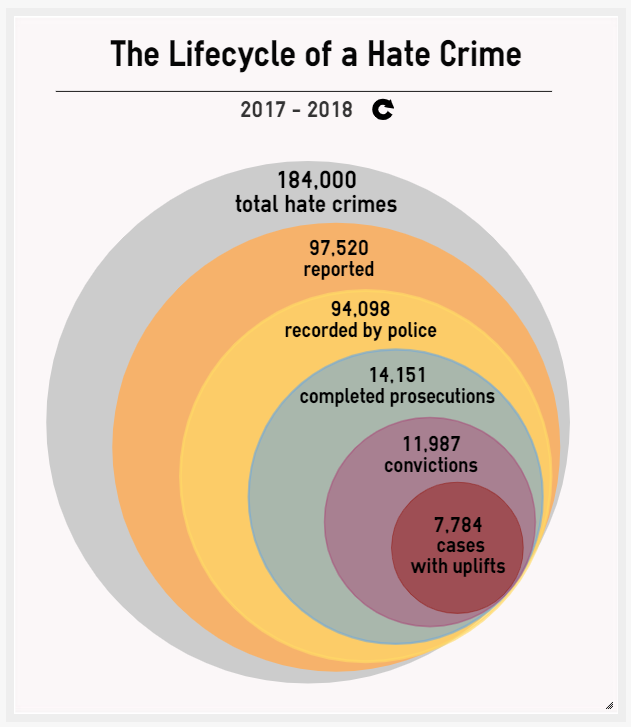 The Lifecycle of a Hate Crime
2017 - 2018
184,000
total hate crimes
97,520
reported
94,098
recorded by police
14,151
completed prosecutions
11,987
convictions
7,784
cases
with uplifts